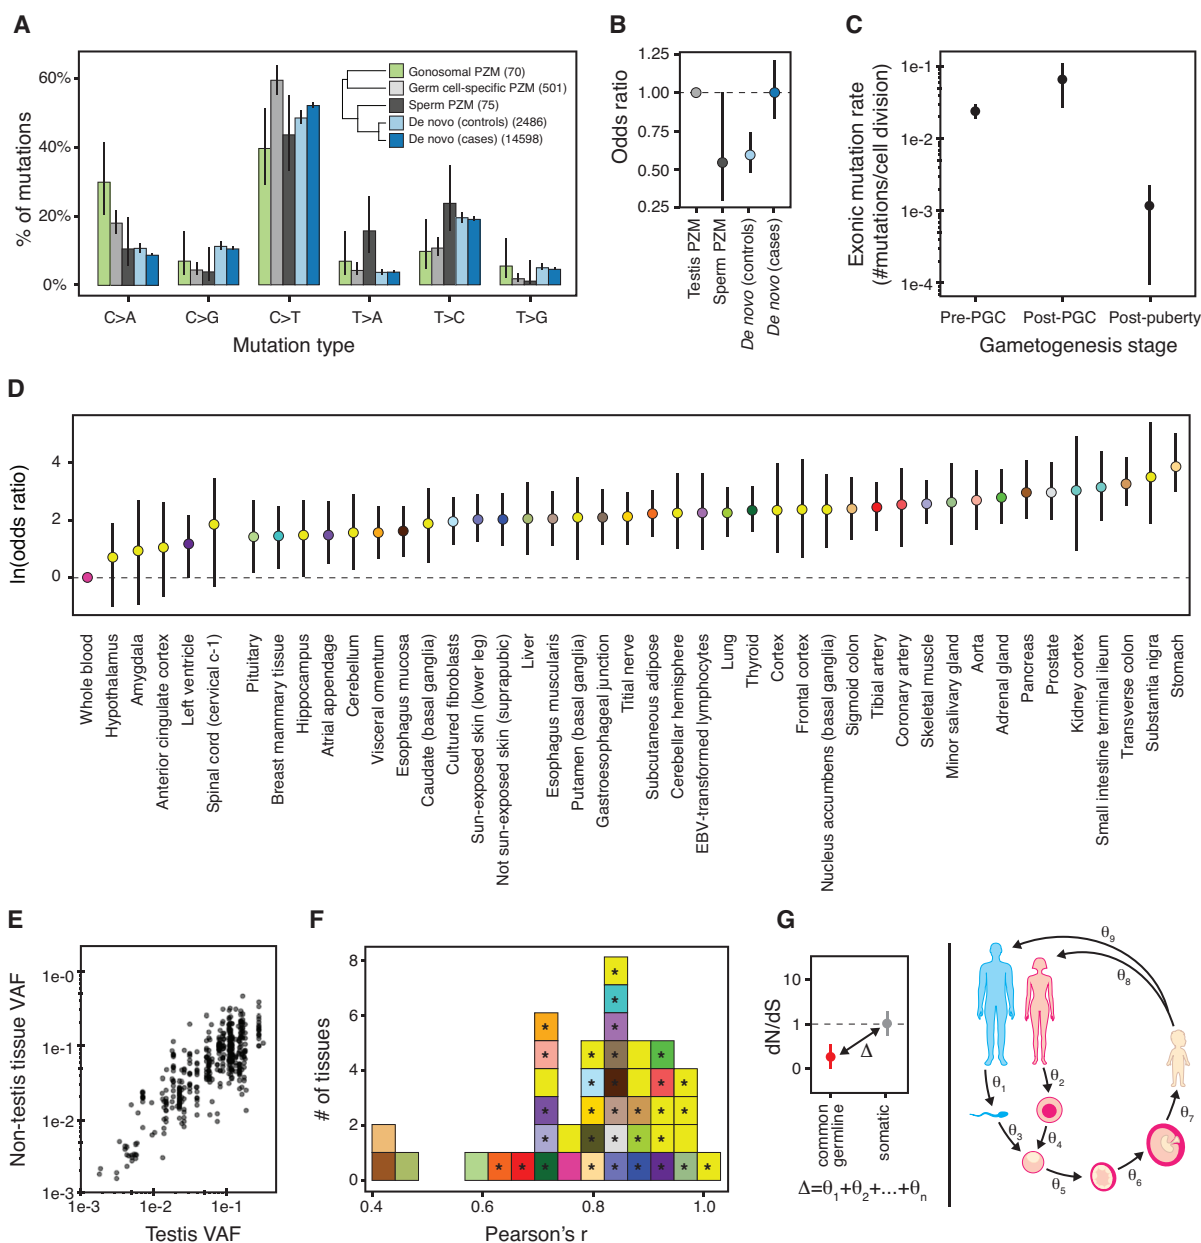 A
% of mutations
60%
40%
20%
0%
Gonosomal PZM (70)
Germ cell-specific PZM (501)
Sperm PZM (75)
De novo (controls) (2486)
De novo (cases) (14598)
C>A
C>G
C>T
T>A
T>C
T>G
Mutation type
B
Odds ratio
1.25
1.00
0.75
0.50
0.25
Testis PZM
Sperm PZM
De novo (controls)
De novo (cases)
C
Exonic mutation rate
(#mutations/cell division)
1e-1
1e-2
1e-3
1e-4
Pre-PGC
Post-PGC
Post-puberty
Gametogenesis stage
D
ln(odds ratio)
4
2
0
Whole blood
Hypothalamus
Amygdala
Anterior cingulate cortex
Left ventricle
Spinal cord (cervical c-1)
Pituitary
Breast mammary tissue
Hippocampus
Atrial appendage
Cerebellum
Visceral omentum
Esophagus mucosa
Caudate (basal ganglia)
Cultured fibroblasts
Sun-exposed skin (lower leg)
Not sun-exposed skin (suprapubic)
Liver
Esophagus muscularis
Putamen (basal ganglia)
Gastroesophageal junction
Titial nerve
Subcutaneous adipose
Cerebellar hemisphere
EBV-transformed lymphocytes
Lung
Thyroid
Cortex
Frontal cortex
Nucleus accumbens (basal ganglia)
Sigmoid colon
Tibial artery
Coronary artery
Skeletal muscle
Minor salivary gland
Aorta
Adrenal gland
Pancreas
Prostate
Kidney cortex
Small intestine terminal ileum
Transverse colon
Substantia nigra
Stomach
E
Non-testis tissue VAF
1e-0
1e-1
1e-2
1e-3
1e-3
1e-2
1e-1
Testis VAF
F
# of tissues
8
6
4
2
0
0.4
0.6
0.8
1.0
Pearson's r
G
dN/dS
10
1
0
Δ
common
germline
somatic
Δ=θ1+θ2+...+θn
θ9
θ8
θ1
θ2
θ3
θ4
θ5
θ6
θ7